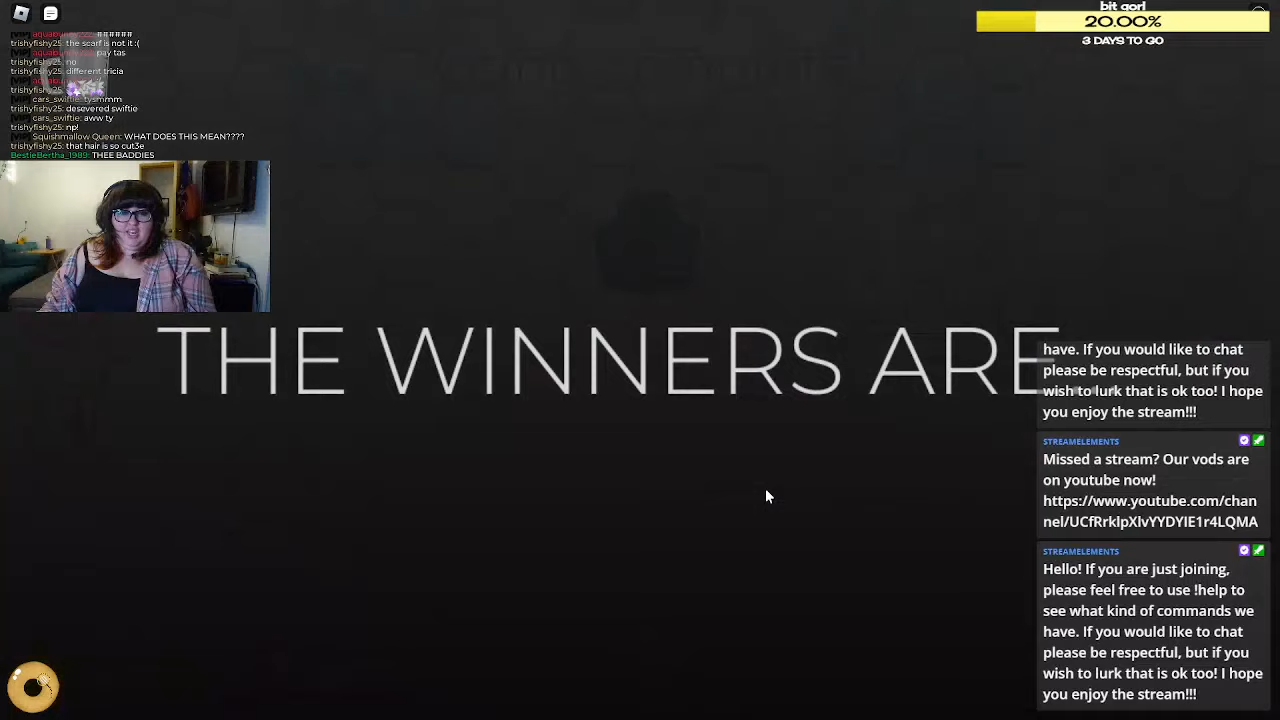 bit gorl
20.00%
3 DAYS TO GO
######
trishyfishy25: the scarf is not it :(
pay tas
trishyfishy25: no
trishyfishy25: different tricia
[VIP] cars_swiftie: tysmmm
trishyfishy25: desevered swiftie
[VIP] cars_swiftie: aww ty
trishyfishy25: np!
[VIP] Squishmallow Queen: WHAT DOES THIS MEAN????
trishyfishy25: that hair is so cut3e
BestieBertha_1989: THEE BADDIES
THE WINNERS ARE...
have. If you would like to chat
please be respectful, but if you
wish to lurk that is ok too! I hope
you enjoy the stream!!!
STREAMELEMENTS
Missed a stream? Our vods are
on youtube now!
https://www.youtube.com/chan
nel/UCfRrklpXlvYYDYIE1r4LQMA
STREAMELEMENTS
Hello! If you are just joining,
please feel free to use !help to
see what kind of commands we
have. If you would like to chat
please be respectful, but if you
wish to lurk that is ok too! I hope
you enjoy the stream!!!